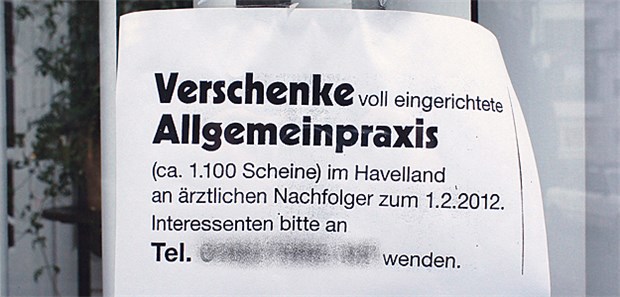 Verschenke voll eingerichtete
Allgemeinpraxis
(ca. 1.100 Scheine) im Havelland
an ärztlichen Nachfolger zum 1.2.2012.
Interessenten bitte an
Tel. wenden.